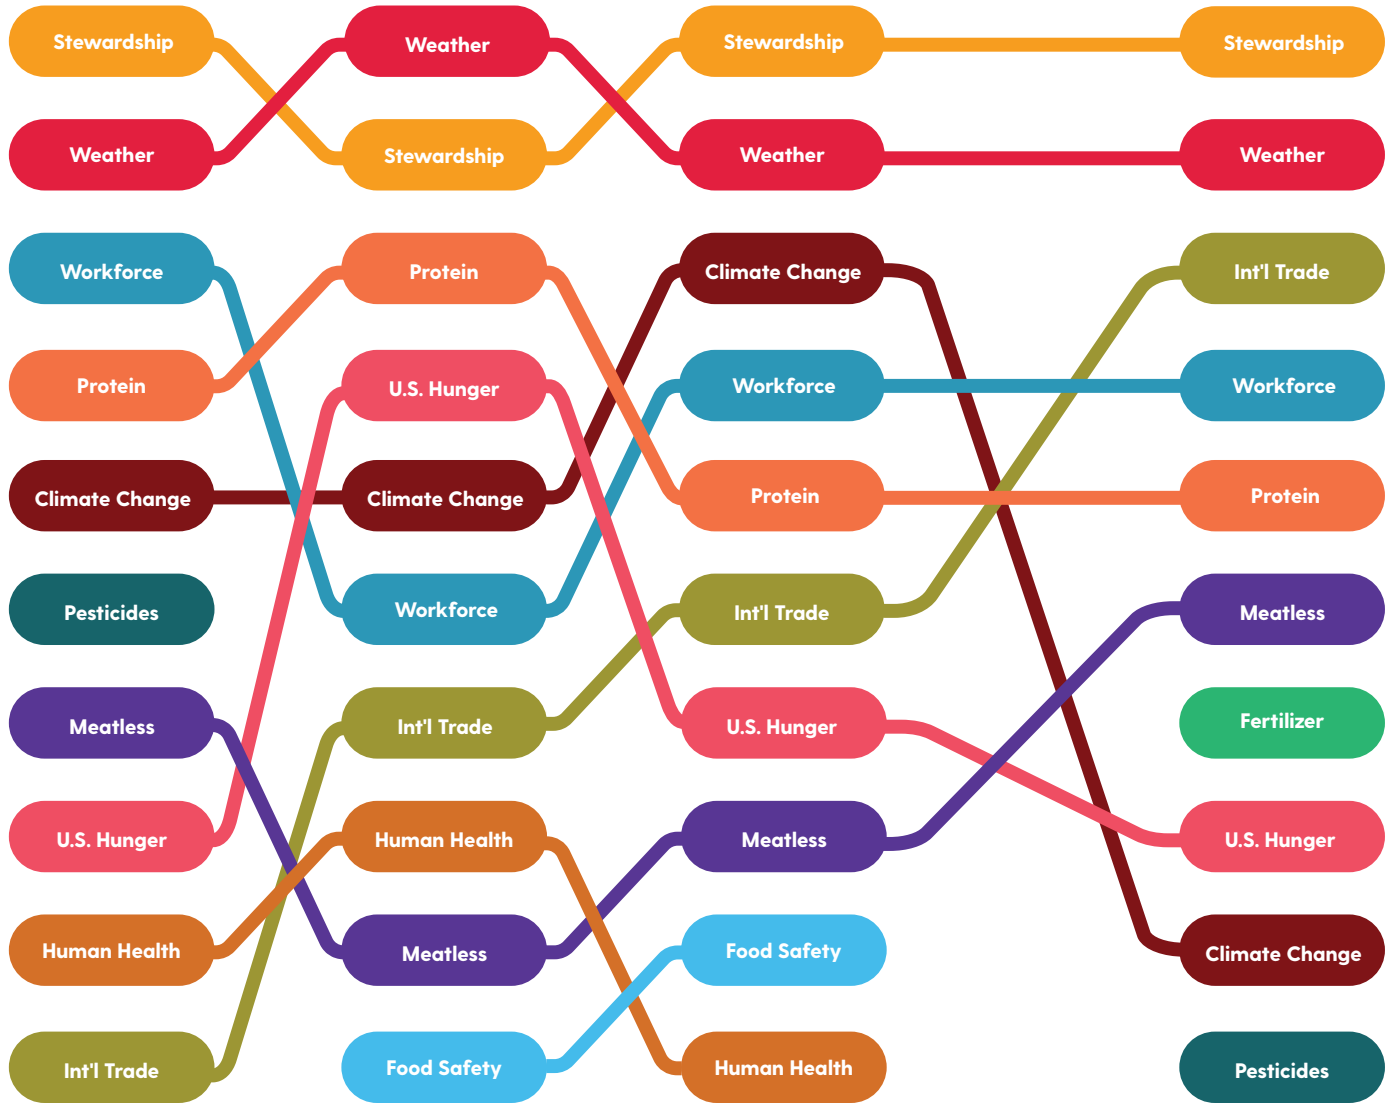 Stewardship
Weather
Stewardship
Stewardship
Weather
Stewardship
Weather
Weather
Workforce
Protein
Climate Change
Int'l Trade
Protein
U.S. Hunger
Workforce
Workforce
Climate Change
Climate Change
Protein
Protein
Pesticides
Workforce
Int'l Trade
Meatless
Meatless
Int'l Trade
U.S. Hunger
Fertilizer
U.S. Hunger
Human Health
Meatless
U.S. Hunger
Human Health
Meatless
Food Safety
Climate Change
Int'l Trade
Food Safety
Human Health
Pesticides